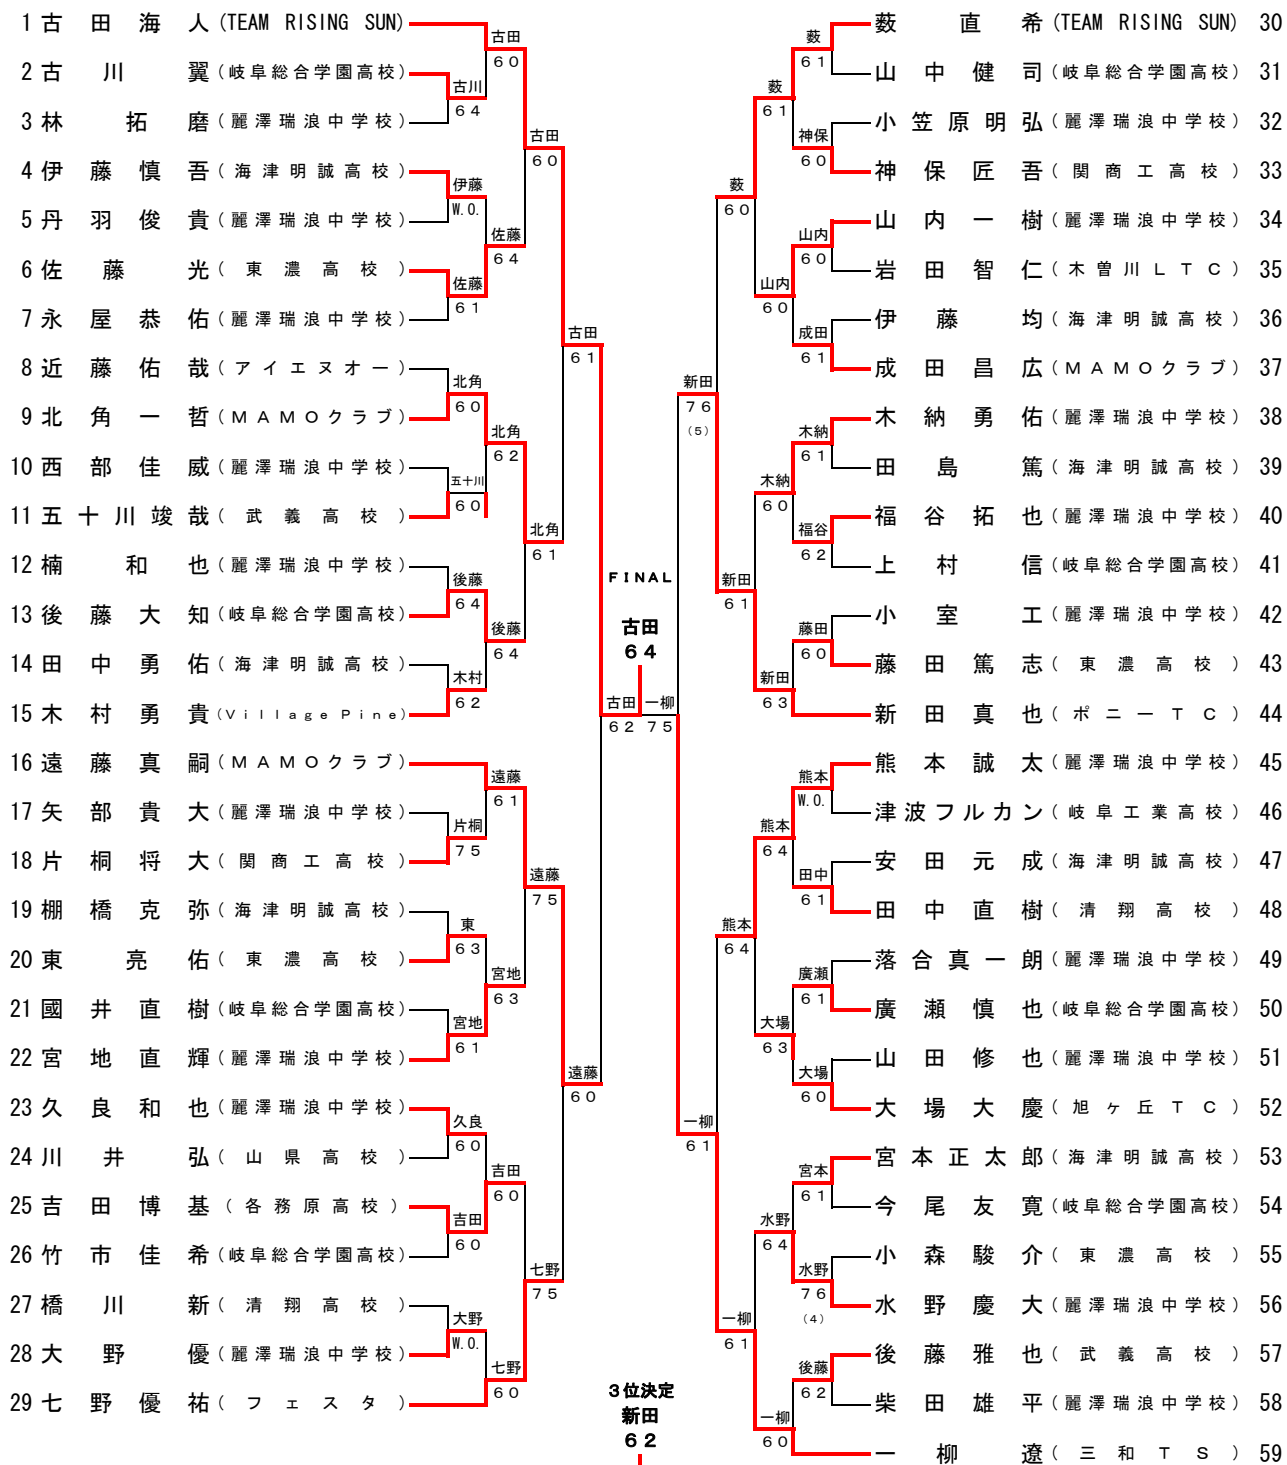 1 古田海人 (TEAM RISING SUN)
2 古川翼 (岐阜総合学園高校)
3 林拓磨 (麗澤瑞浪中学校)
4 伊藤慎吾 (海津明誠高校)
5 丹羽俊貴 (麗澤瑞浪中学校)
6 佐藤光 (東濃高校)
7 永屋恭佑 (麗澤瑞浪中学校)
8 近藤佑哉 (アイエヌオー)
9 北角一哲 (MAMOクラブ)
10 西部佳威 (麗澤瑞浪中学校)
11 五十川竣哉 (武義高校)
12 楠和也 (麗澤瑞浪中学校)
13 後藤大知 (岐阜総合学園高校)
14 田中勇佑 (海津明誠高校)
15 木村勇貴 (Village Pine)
16 遠藤真嗣 (MAMOクラブ)
17 矢部貴大 (麗澤瑞浪中学校)
18 片桐将大 (関商工高校)
19 棚橋克弥 (海津明誠高校)
20 東亮佑 (東濃高校)
21 國井直樹 (岐阜総合学園高校)
22 宮地直輝 (麗澤瑞浪中学校)
23 久良和也 (麗澤瑞浪中学校)
24 川井弘 (山県高校)
25 吉田博基 (各務原高校)
26 竹市佳希 (岐阜総合学園高校)
27 橋川新 (清翔高校)
28 大野優 (麗澤瑞浪中学校)
29 七野優祐 (フェスタ)
古田
60
古川
64
伊藤
W.O.
佐藤
61
佐藤
64
古田
60
北角
60
五十川
60
北角
62
後藤
64
木村
62
後藤
64
北角
61
古田
61
遠藤
61
片桐
75
東
63
宮地
61
宮地
63
遠藤
75
久良
60
吉田
60
吉田
60
大野
W.O.
七野
60
七野
75
遠藤
60
古田
62
FINAL
古田
64
一柳
75
3位決定
新田
62
薮
61
神保
60
薮
61
山内
60
成田
61
山内
60
薮
60
木納
61
福谷
62
木納
60
藤田
60
新田
63
新田
61
新田
76
(5)
熊本
W.O.
田中
61
熊本
64
廣瀬
61
大場
60
大場
63
熊本
64
宮本
61
水野
76
(4)
水野
64
後藤
62
一柳
60
一柳
61
一柳
61
薮直希 (TEAM RISING SUN) 30
山中健司 (岐阜総合学園高校) 31
小笠原明弘 (麗澤瑞浪中学校) 32
神保匠吾 (関商工高校) 33
山内一樹 (麗澤瑞浪中学校) 34
岩田智仁 (木曽川LTC) 35
伊藤均 (海津明誠高校) 36
成田昌広 (MAMOクラブ) 37
木納勇佑 (麗澤瑞浪中学校) 38
田島篤 (海津明誠高校) 39
福谷拓也 (麗澤瑞浪中学校) 40
上村信 (岐阜総合学園高校) 41
小室工 (麗澤瑞浪中学校) 42
藤田篤志 (東濃高校) 43
新田真也 (ポニーTC) 44
熊本誠太 (麗澤瑞浪中学校) 45
津波フルカン (岐阜工業高校) 46
安田元成 (海津明誠高校) 47
田中直樹 (清翔高校) 48
落合真一朗 (麗澤瑞浪中学校) 49
廣瀬慎也 (岐阜総合学園高校) 50
山田修也 (麗澤瑞浪中学校) 51
大場大慶 (旭ヶ丘TC) 52
宮本正太郎 (海津明誠高校) 53
今尾友寛 (岐阜総合学園高校) 54
小森駿介 (東濃高校) 55
水野慶大 (麗澤瑞浪中学校) 56
後藤雅也 (武義高校) 57
柴田雄平 (麗澤瑞浪中学校) 58
一柳遼 (三和TS) 59